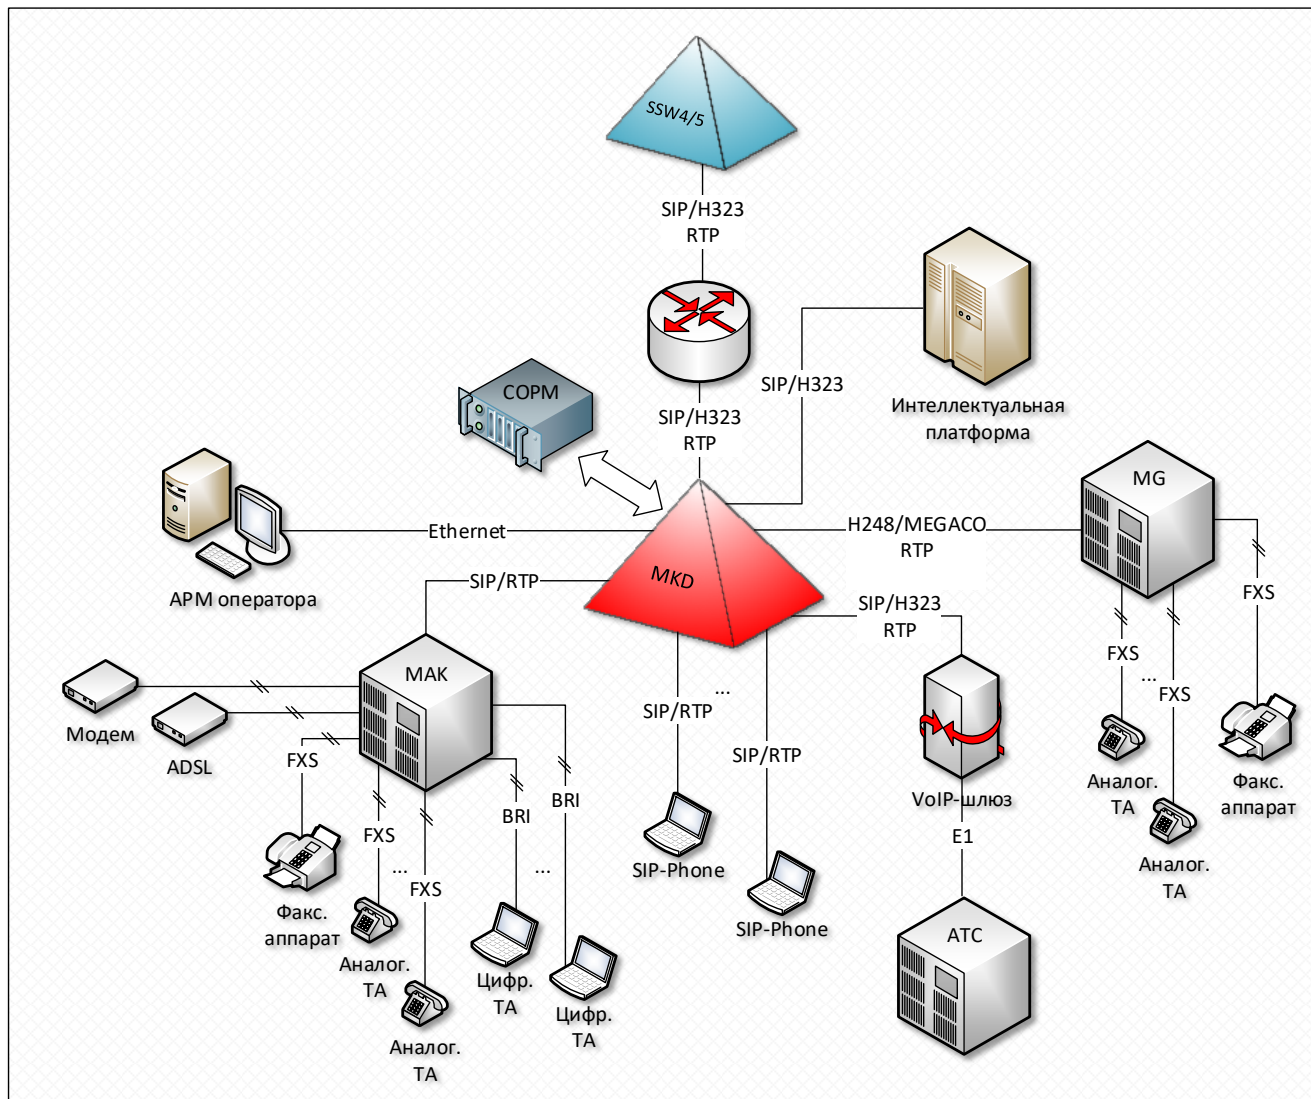 SSW4/5
SIP/H323
RTP
SIP/H323
Интеллектуальная
платформа
СОРМ
SIP/H323
RTP
MG
Ethernet
H248/MEGACO
RTP
АРМ оператора
SIP/RTP
MKD
FXS
SIP/H323
RTP
FXS
...
FXS
МАК
Модем
ADSL
...
SIP/RTP
SIP/RTP
VoIP-шлюз
Аналог.
ТА
Факс.
аппарат
FXS
BRI
BRI
FXS
...
FXS
...
SIP-Phone
E1
Аналог.
ТА
Факс.
аппарат
SIP-Phone
АТС
Аналог.
ТА
Цифр.
ТА
Цифр.
ТА
Аналог.
ТА